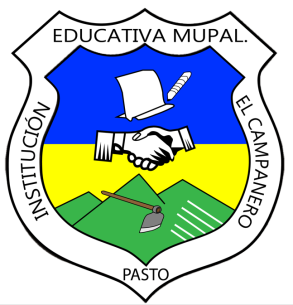 INSTITUCIÓN
EDUCATIVA MUPAL.
EL CAMPANERO
PASTO